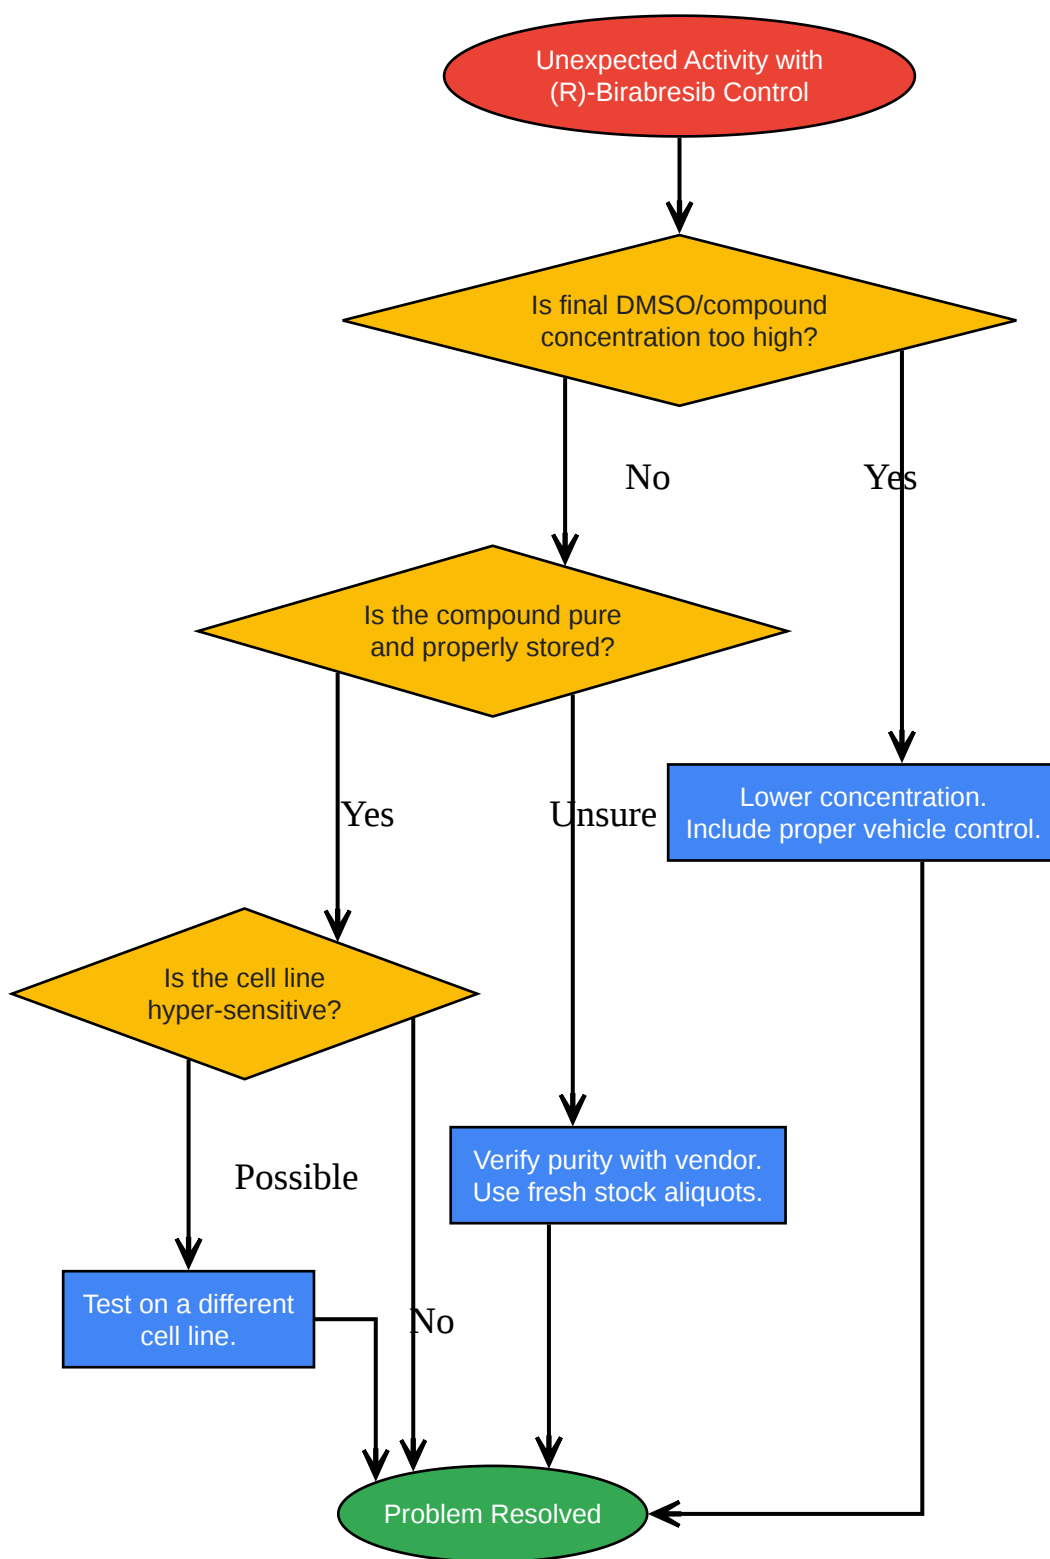 Unexpected Activity with
(R)-Birabresib Control
Is final DMSO/compound
concentration too high?
No
Yes
Is the compound pure
and properly stored?
Yes
Unsure
Lower concentration.
Include proper vehicle control.
Is the cell line
hyper-sensitive?
Possible
Verify purity with vendor.
Use fresh stock aliquots.
Test on a different
cell line.
No
Problem Resolved